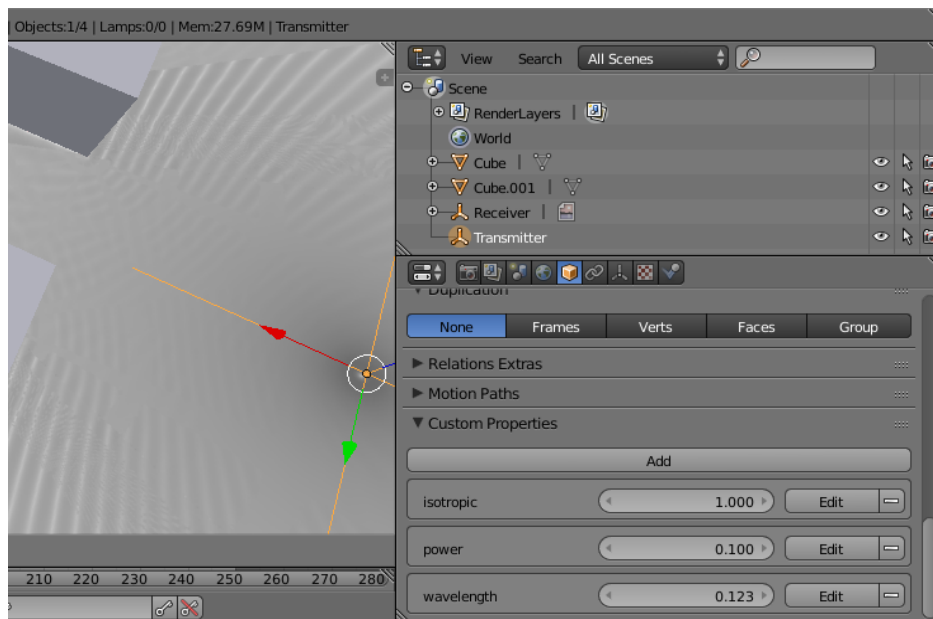 | Objects:1/4 | Lamps:0/0 | Mem:27.69M | Transmitter
View Search All Scenes
Scene
RenderLayers |
World
Cube |
Cube.001 |
Receiver |
Transmitter
Duplication
None Frames Verts Faces Group
Relations Extras
Motion Paths
Custom Properties
Add
isotropic 1.000 Edit
power 0.100 Edit
wavelength 0.123 Edit
210 220 230 240 250 260 270 280